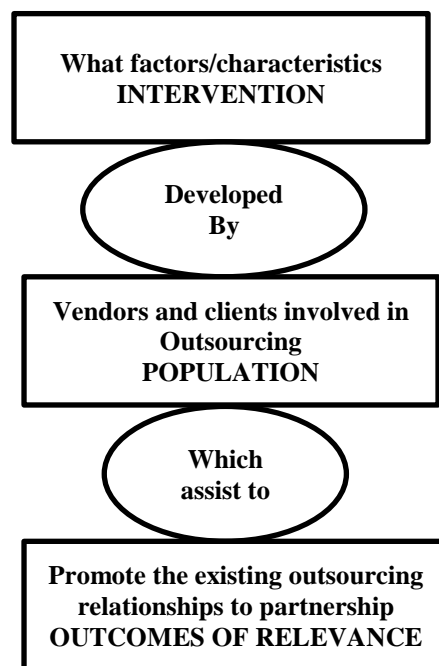 What factors/characteristics
INTERVENTION
Developed
By
Vendors and clients involved in
Outsourcing
POPULATION
Which
assist to
Promote the existing outsourcing
relationships to partnership
OUTCOMES OF RELEVANCE